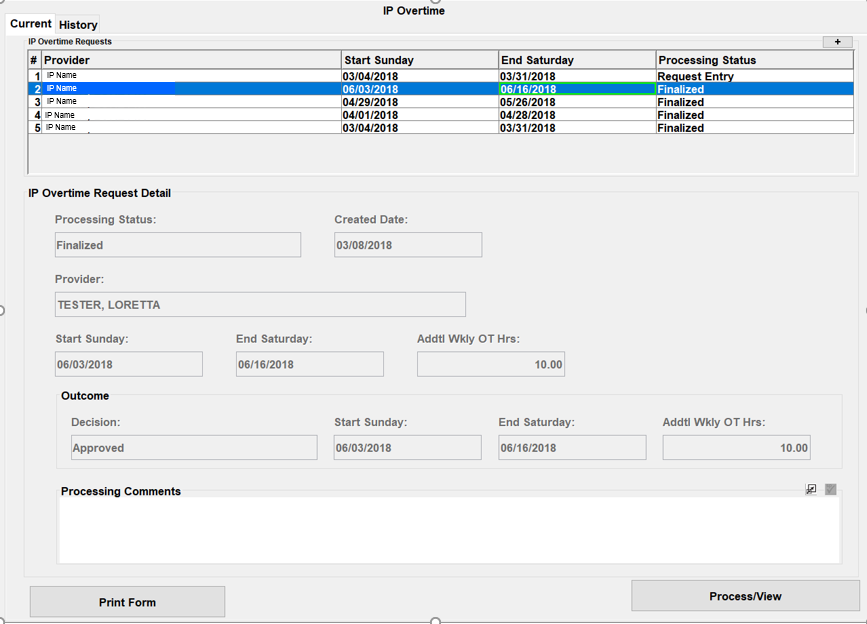 IP Overtime
Current History
IP Overtime Requests +
# Provider Start Sunday End Saturday Processing Status
1 IP Name 03/04/2018 03/31/2018 Request Entry
2 IP Name 06/03/2018 06/16/2018 Finalized
3 IP Name 04/29/2018 05/26/2018 Finalized
4 IP Name 04/01/2018 04/28/2018 Finalized
5 IP Name 03/04/2018 03/31/2018 Finalized
IP Overtime Request Detail
Processing Status: Created Date:
Finalized 03/08/2018
Provider:
TESTER, LORETTA
Start Sunday: End Saturday: Addtl Wkly OT Hrs:
06/03/2018 06/16/2018 10.00
Outcome
Decision: Start Sunday: End Saturday: Addtl Wkly OT Hrs:
Approved 06/03/2018 06/16/2018 10.00
Processing Comments
Print Form Process/View